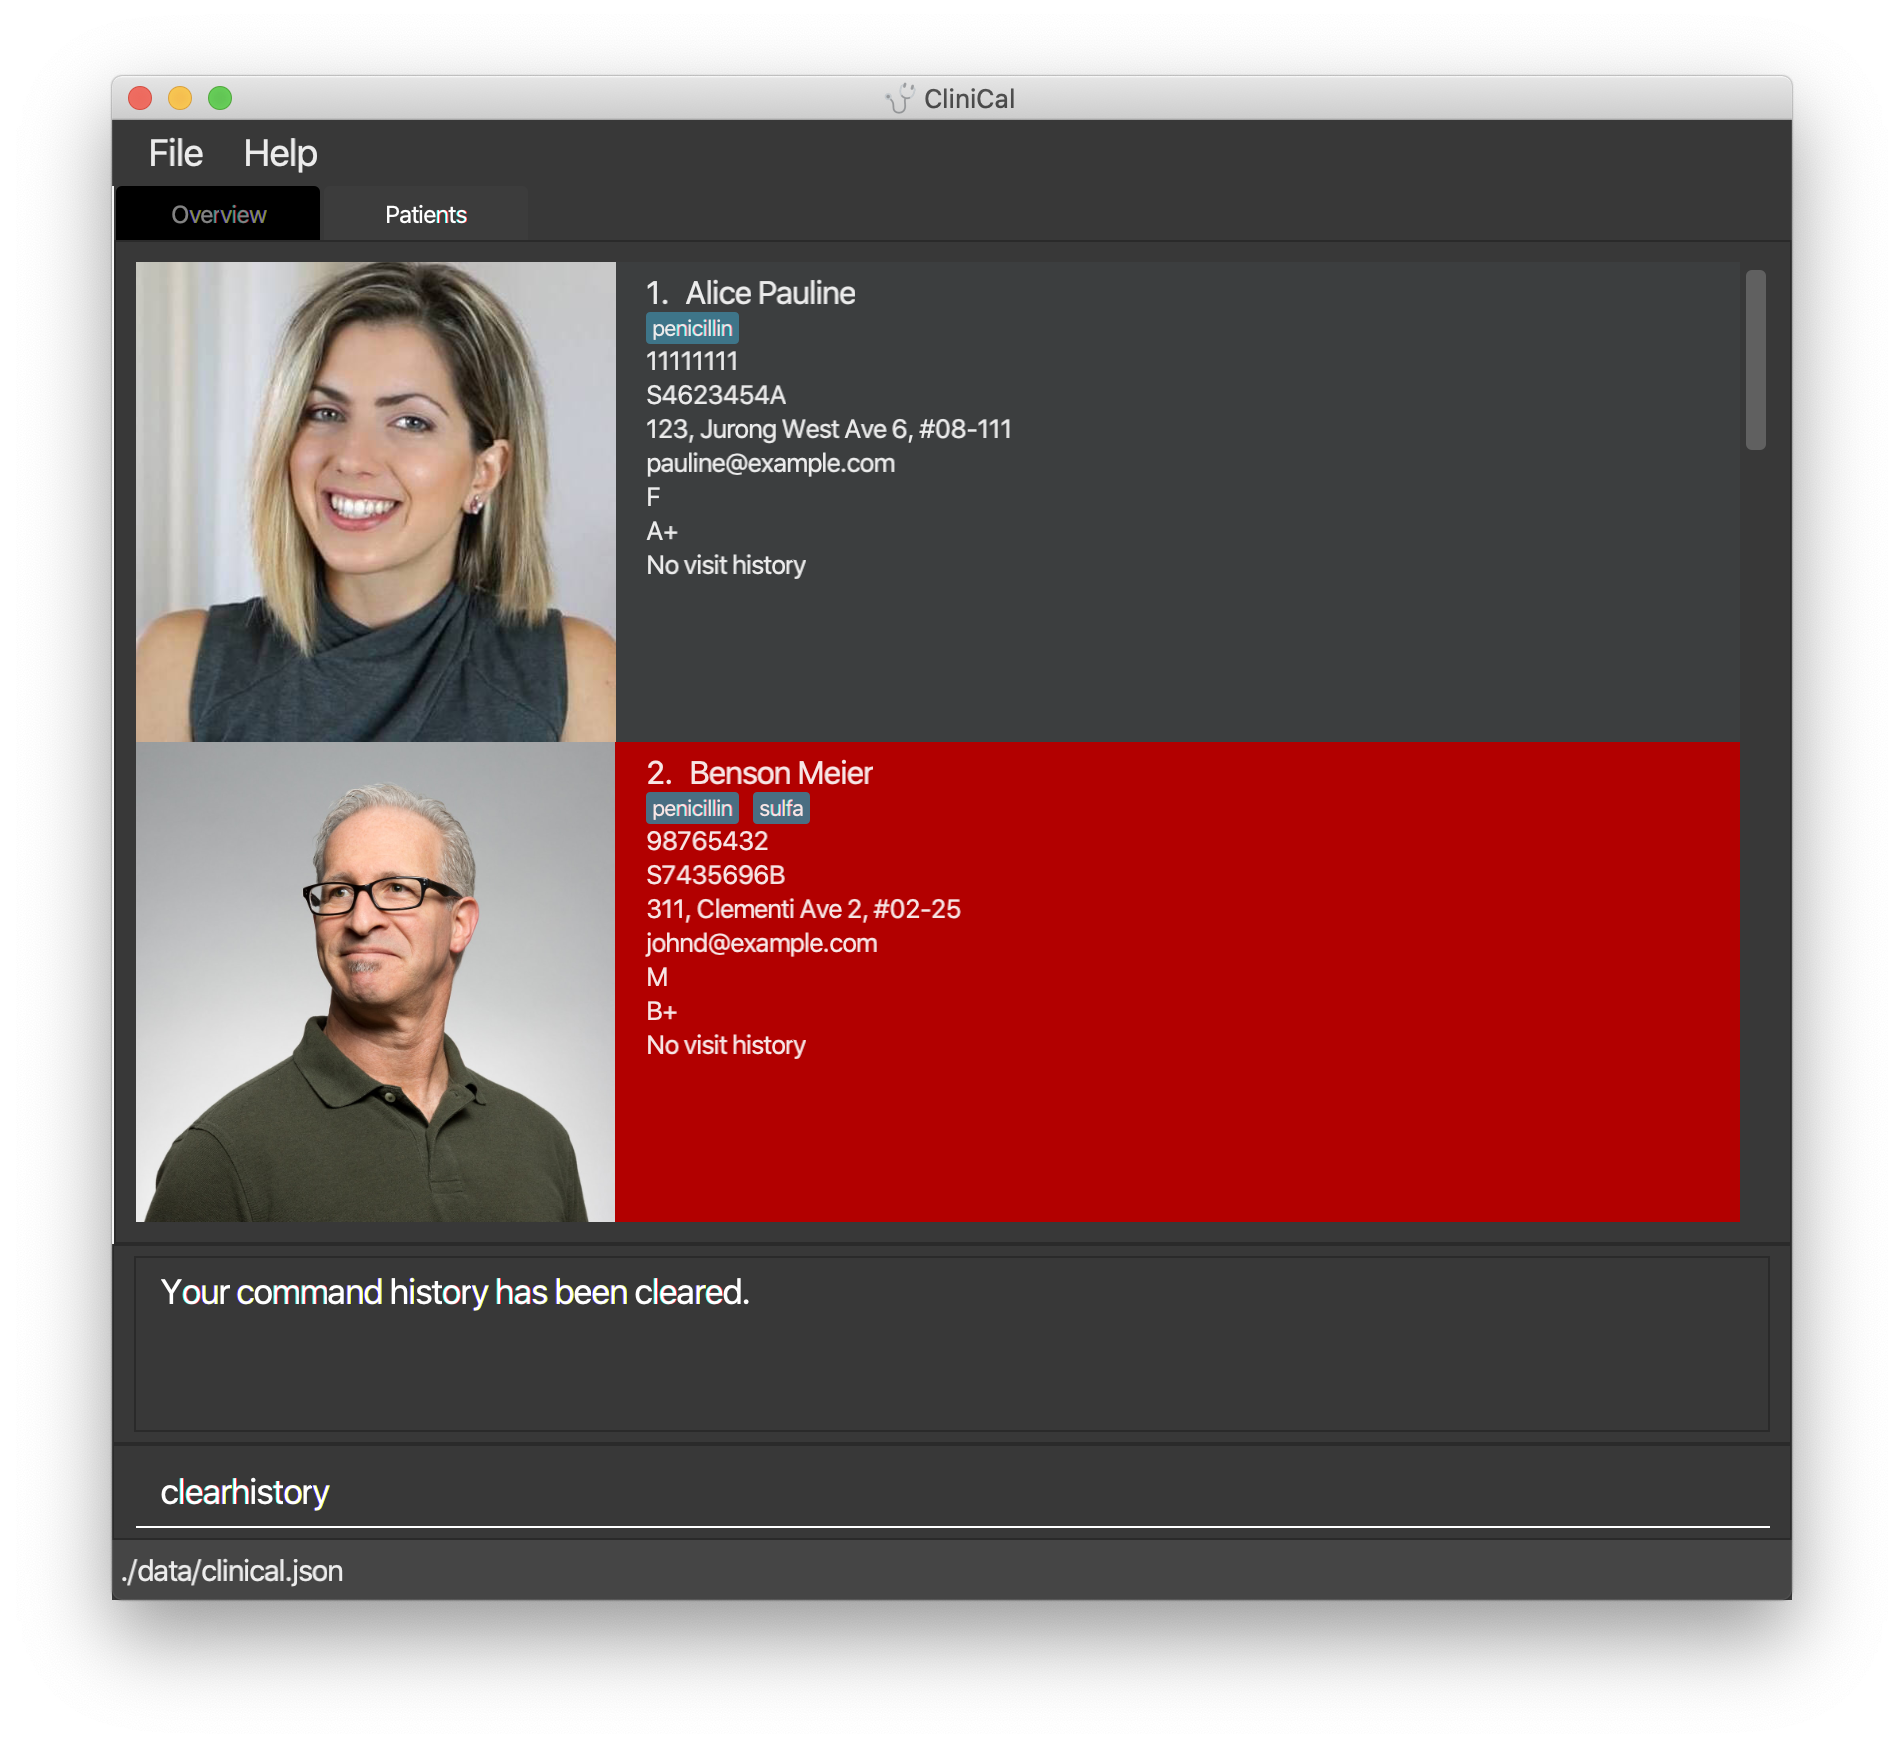 CliniCal
File Help
Overview Patients
1. Alice Pauline
penicillin
11111111
S4623454A
123, Jurong West Ave 6, #08-111
pauline@example.com
F
A+
No visit history
2. Benson Meier
penicillin sulfa
98765432
S7435696B
311, Clementi Ave 2, #02-25
johnd@example.com
M
B+
No visit history
Your command history has been cleared.
clearhistory
./data/clinical.json